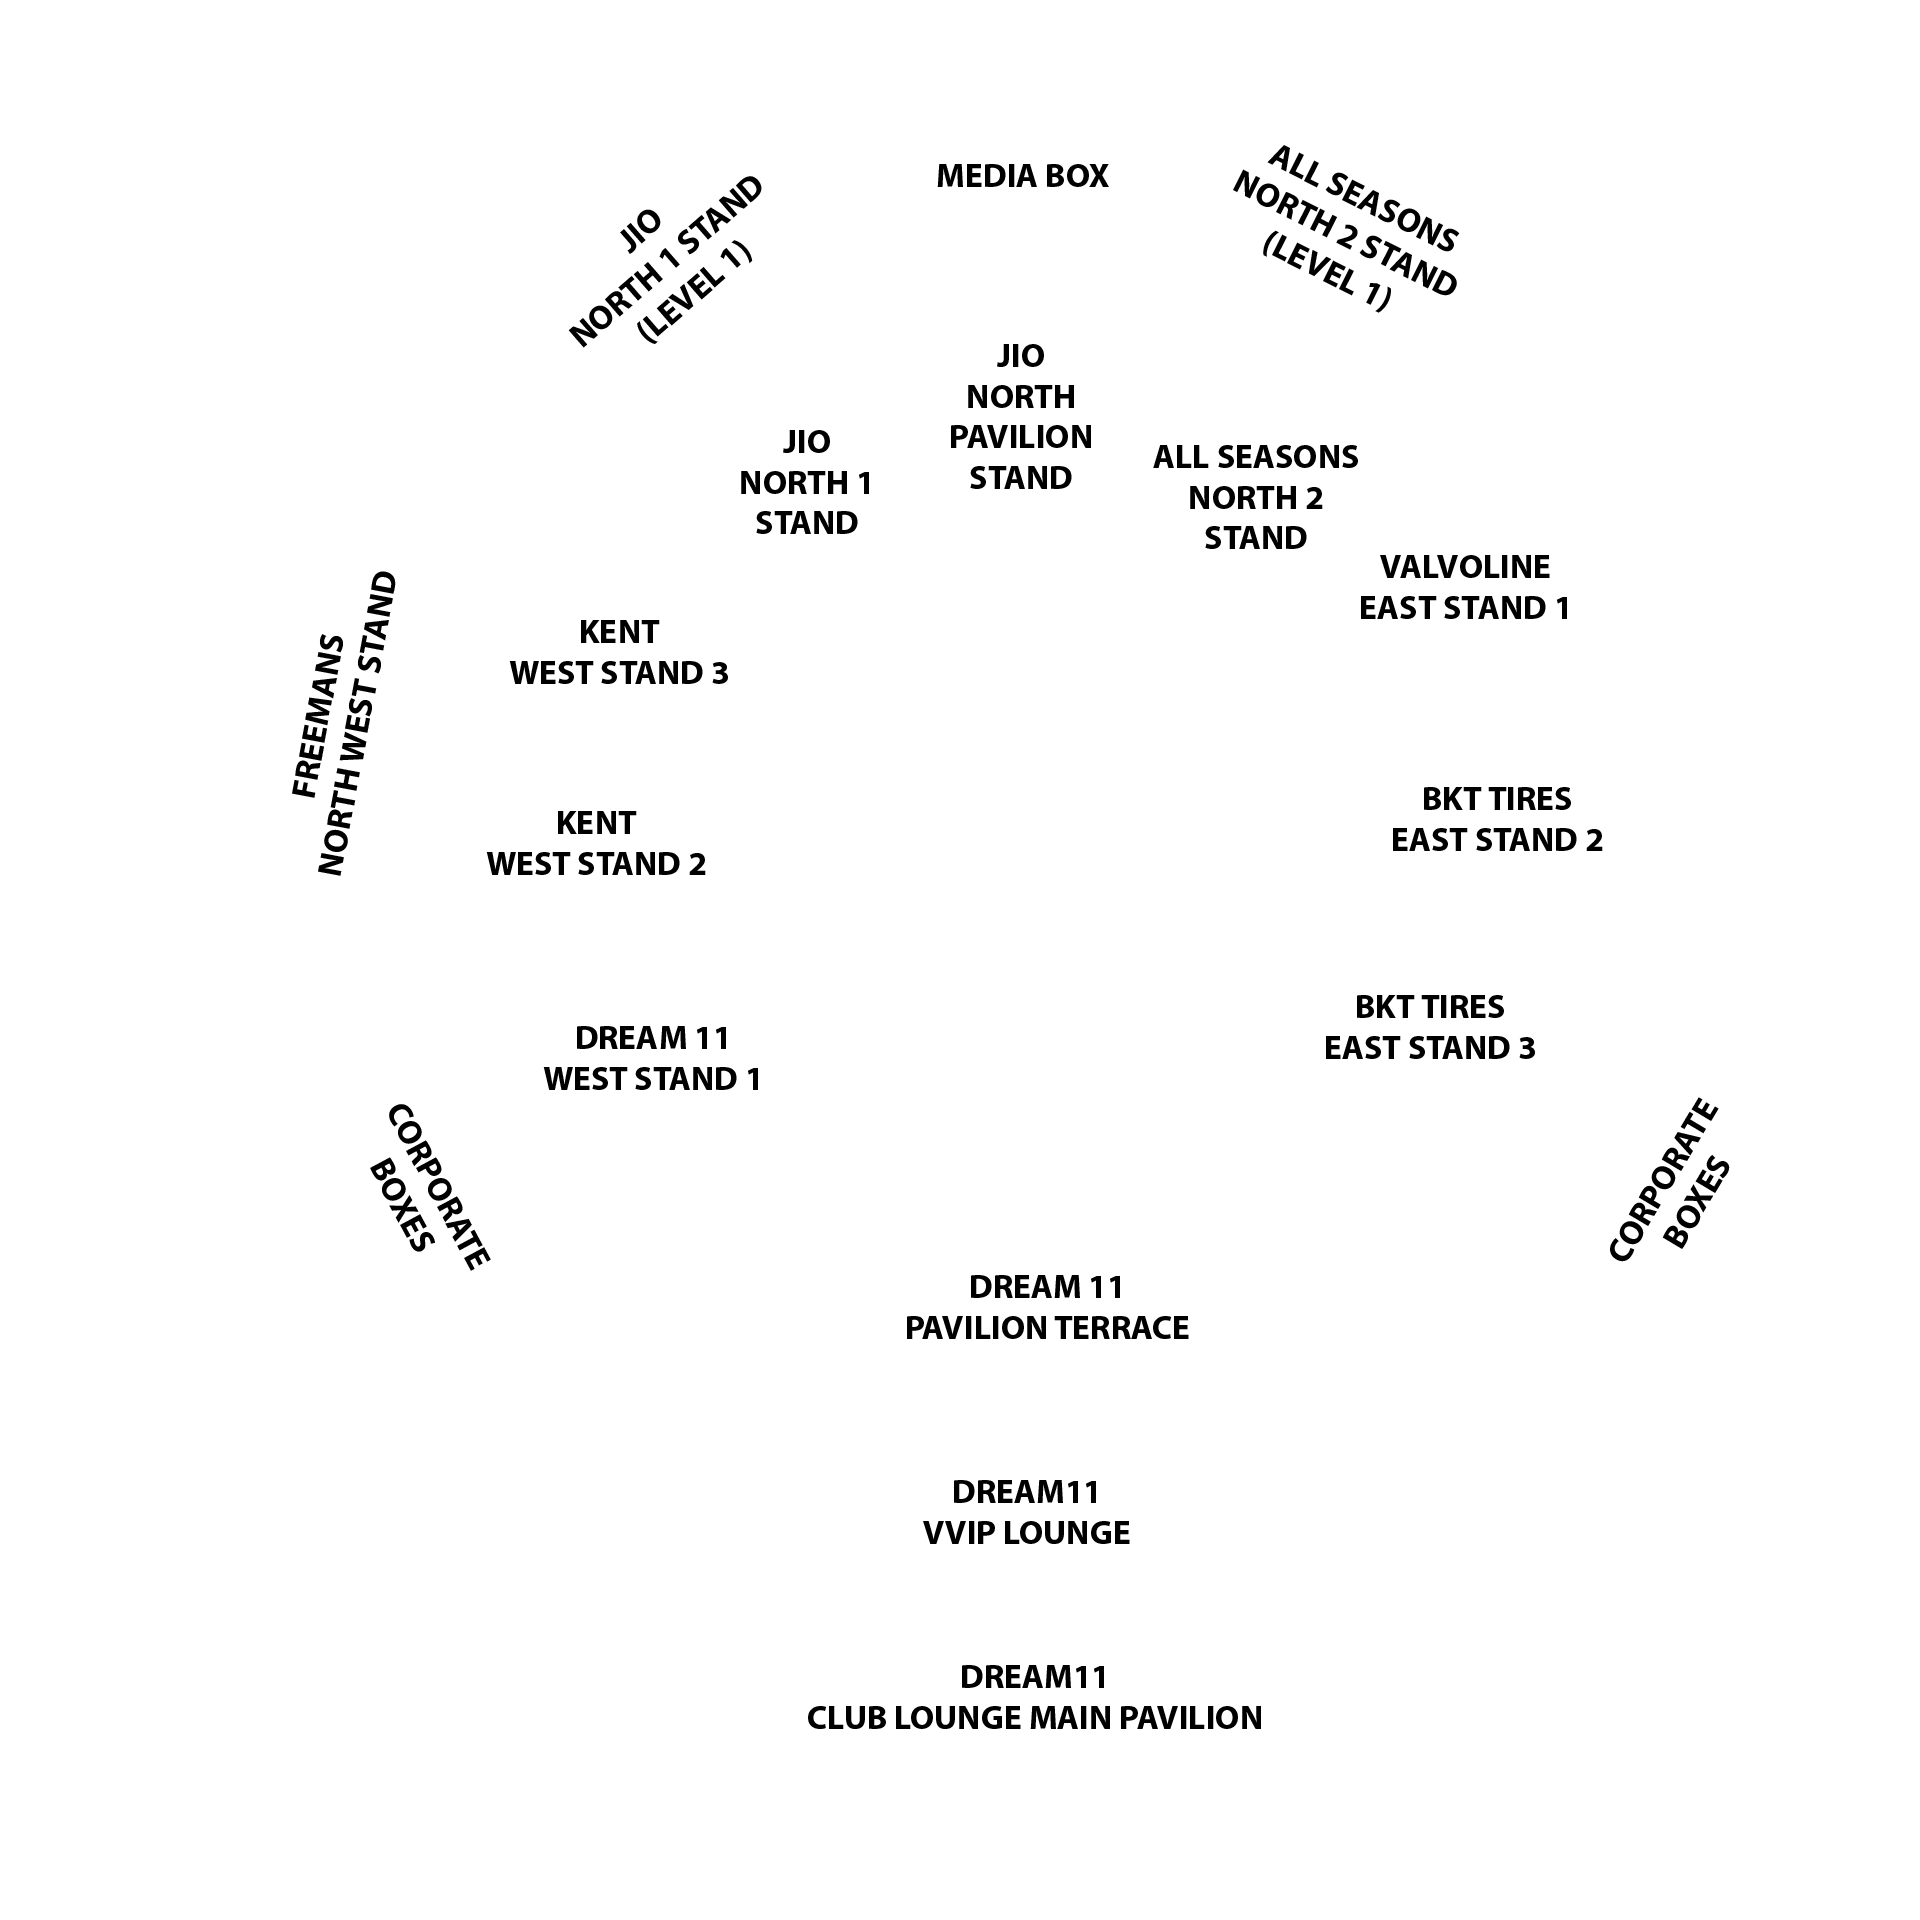 MEDIA BOX
JIO
NORTH 1 STAND
(LEVEL 1)
ALL SEASONS
NORTH 2 STAND
(LEVEL 1)
JIO
NORTH
PAVILION
STAND
JIO
NORTH 1
STAND
ALL SEASONS
NORTH 2
STAND
VALVOLINE
EAST STAND 1
FREEMANS
NORTH WEST STAND
KENT
WEST STAND 3
KENT
WEST STAND 2
BKT TIRES
EAST STAND 2
BKT TIRES
EAST STAND 3
DREAM 11
WEST STAND 1
CORPORATE
BOXES
CORPORATE
BOXES
DREAM 11
PAVILION TERRACE
DREAM11
VVIP LOUNGE
DREAM11
CLUB LOUNGE MAIN PAVILION